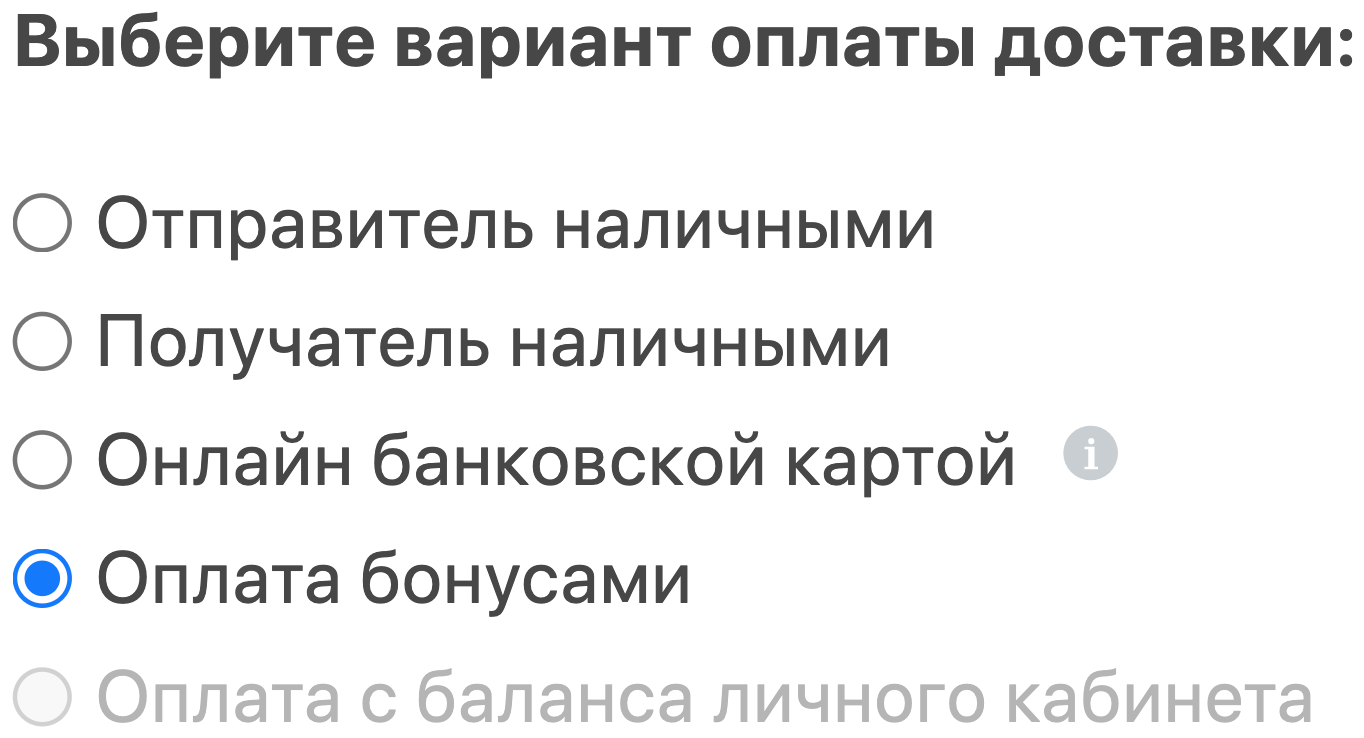 Выберите вариант оплаты доставки:
Отправитель наличными
Получатель наличными
Онлайн банковской картой i
Оплата бонусами
Оплата с баланса личного кабинета